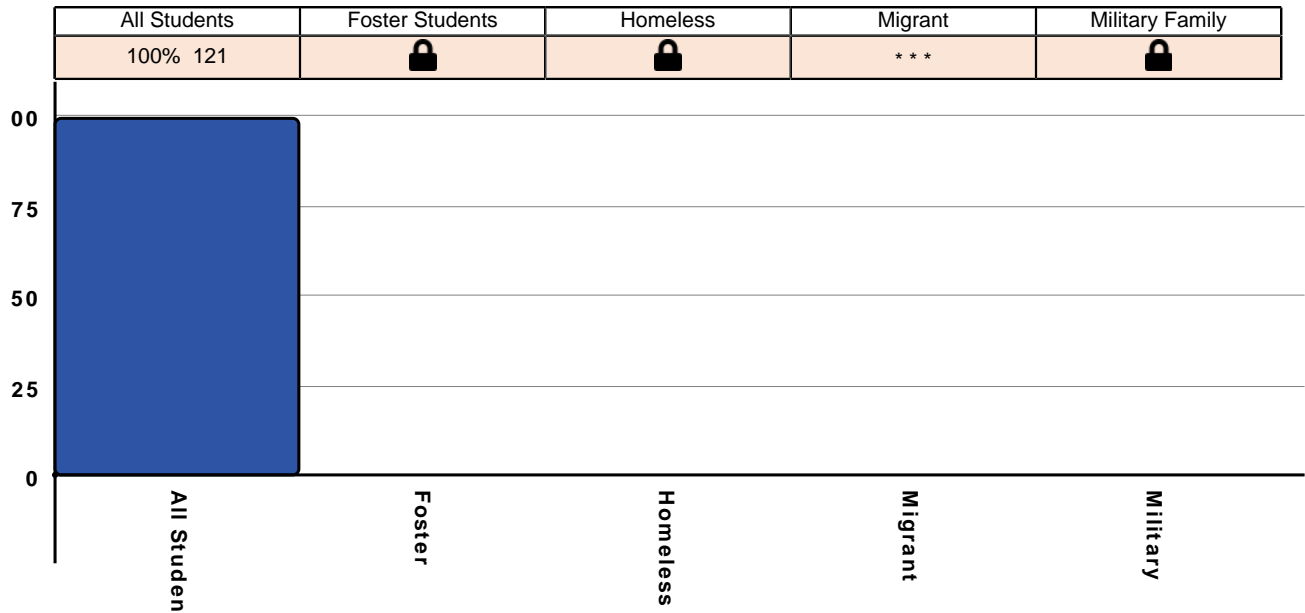 All Students Foster Students Homeless Migrant Military Family
100% 121 * * *
00
75
50
25
0
All Studen
Foster
Homeless
Migrant
Military